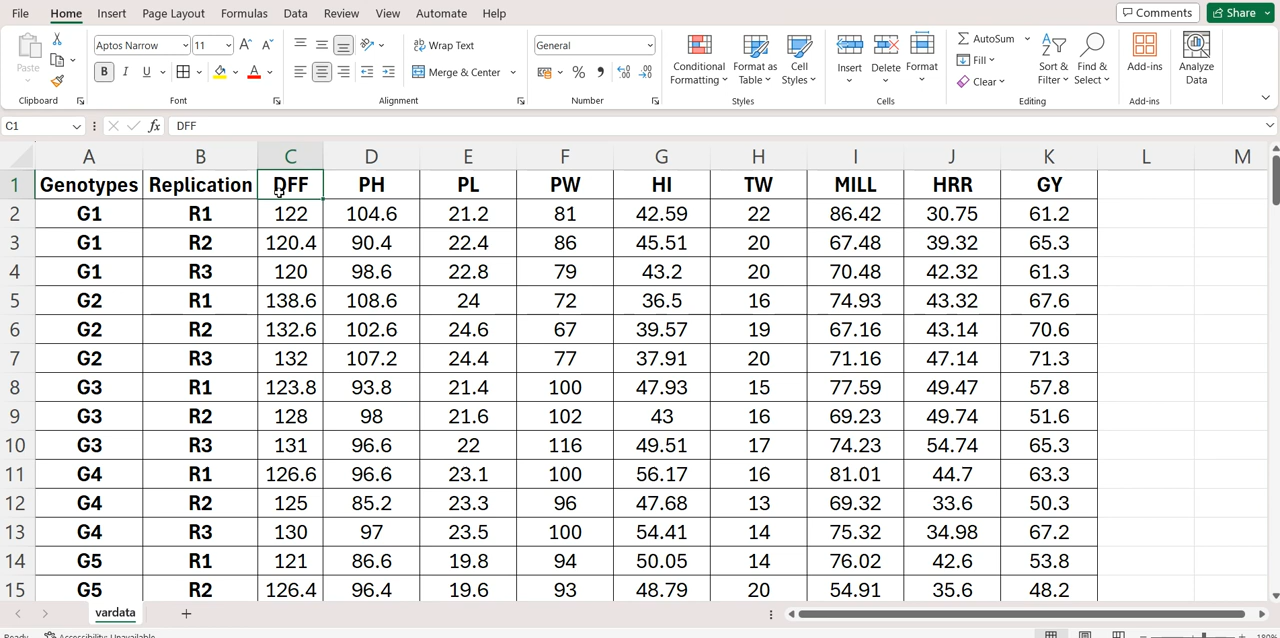 File Home Insert Page Layout Formulas Data Review View Automate Help Comments Share
Paste Aptos Narrow 11 A^ A˅ Wrap Text General Conditional Formatting Format as Table Cell Styles Insert Delete Format AutoSum Sort & Filter Find & Select Add-ins Analyze Data
B I U A Merge & Center % 9 Fill
Clear
Clipboard Font Alignment Number Styles Cells Editing Add-ins
C1 fx DFF
A B C D E F G H I J K L M
1 Genotypes Replication DFF PH PL PW HI TW MILL HRR GY
2 G1 R1 122 104.6 21.2 81 42.59 22 86.42 30.75 61.2
3 G1 R2 120.4 90.4 22.4 86 45.51 20 67.48 39.32 65.3
4 G1 R3 120 98.6 22.8 79 43.2 20 70.48 42.32 61.3
5 G2 R1 138.6 108.6 24 72 36.5 16 74.93 43.32 67.6
6 G2 R2 132.6 102.6 24.6 67 39.57 19 67.16 43.14 70.6
7 G2 R3 132 107.2 24.4 77 37.91 20 71.16 47.14 71.3
8 G3 R1 123.8 93.8 21.4 100 47.93 15 77.59 49.47 57.8
9 G3 R2 128 98 21.6 102 43 16 69.23 49.74 51.6
10 G3 R3 131 96.6 22 116 49.51 17 74.23 54.74 65.3
11 G4 R1 126.6 96.6 23.1 100 56.17 16 81.01 44.7 63.3
12 G4 R2 125 85.2 23.3 96 47.68 13 69.32 33.6 50.3
13 G4 R3 130 97 23.5 100 54.41 14 75.32 34.98 67.2
14 G5 R1 121 86.6 19.8 94 50.05 14 76.02 42.6 53.8
15 G5 R2 126.4 96.4 19.6 93 48.79 20 54.91 35.6 48.2
vardata
Ready Accessibility: Unavailable 180%